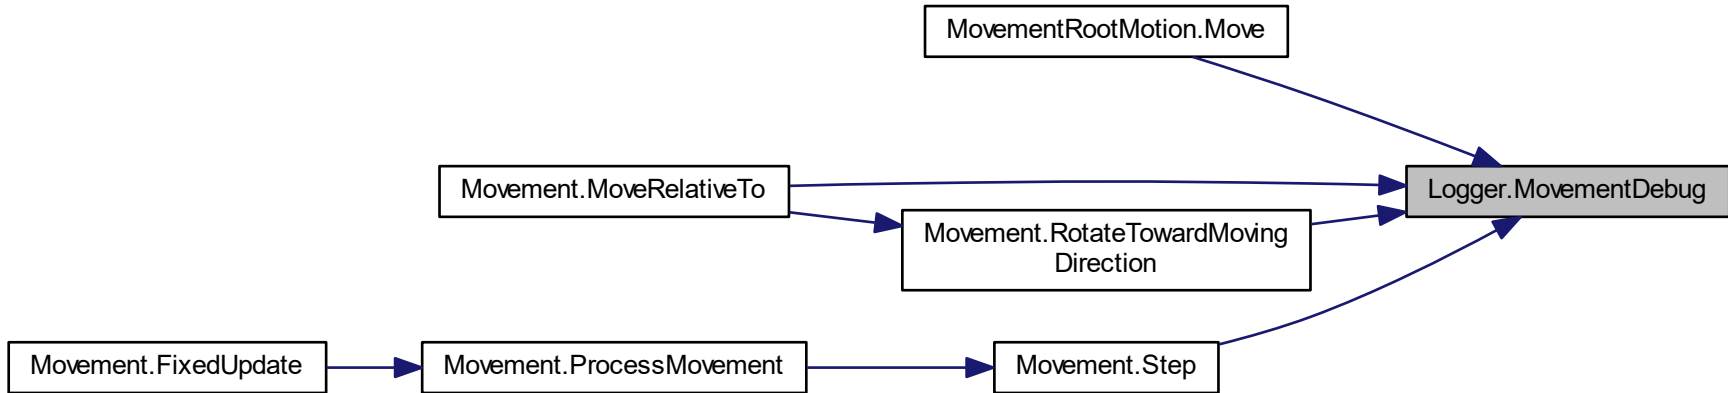 MovementRootMotion.Move
Movement.MoveRelativeTo
Logger.MovementDebug
Movement.RotateTowardMoving
Direction
Movement.FixedUpdate
Movement.ProcessMovement
Movement.Step